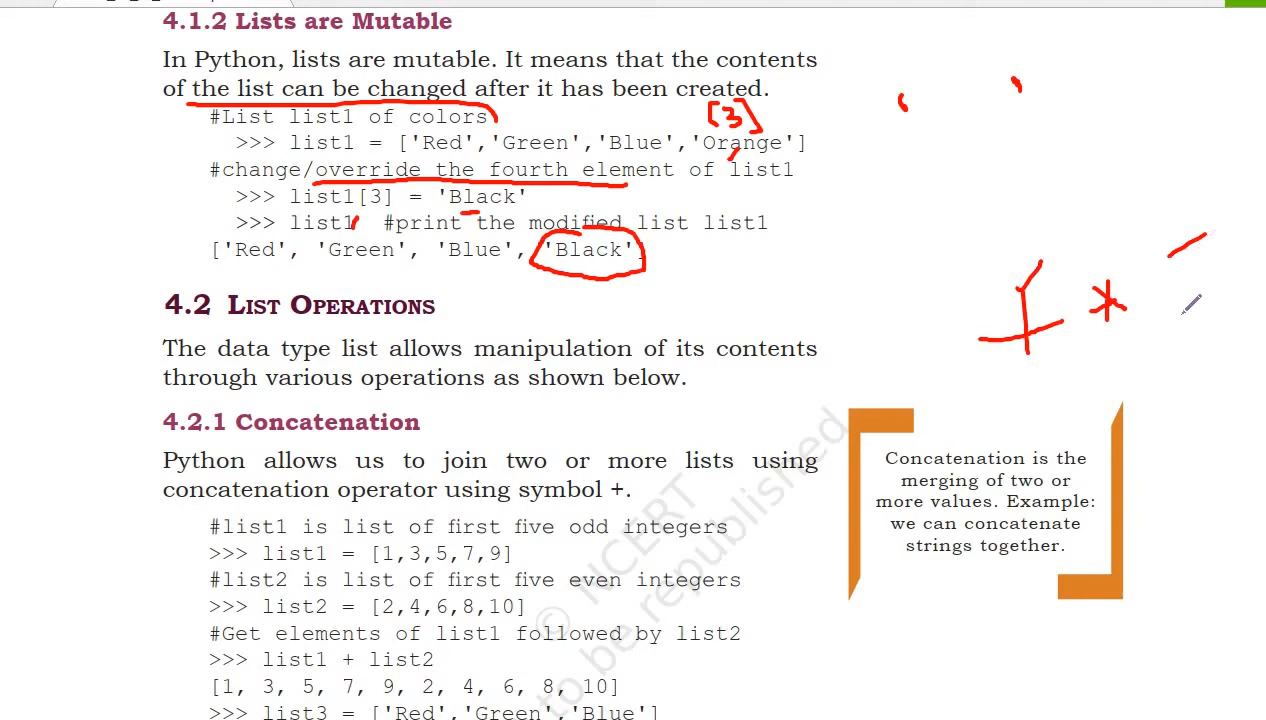 4.1.2 Lists are Mutable
In Python, lists are mutable. It means that the contents
of the list can be changed after it has been created.
#List list1 of colors
[3]
>>> list1 = ['Red','Green','Blue','Orange']
#change/override the fourth element of list1
>>> list1[3] = 'Black'
>>> list1 #print the modified list list1
['Red', 'Green', 'Blue', 'Black']
*
4.2 LIST OPERATIONS
The data type list allows manipulation of its contents
through various operations as shown below.
4.2.1 Concatenation
Python allows us to join two or more lists using
concatenation operator using symbol +.
#list1 is list of first five odd integers
>>> list1 = [1,3,5,7,9]
#list2 is list of first five even integers
>>> list2 = [2,4,6,8,10]
#Get elements of list1 followed by list2
>>> list1 + list2
[1, 3, 5, 7, 9, 2, 4, 6, 8, 10]
>>> list3 = ['Red','Green','Blue']
Concatenation is the
merging of two or
more values. Example:
we can concatenate
strings together.
© NCERT
to be republished